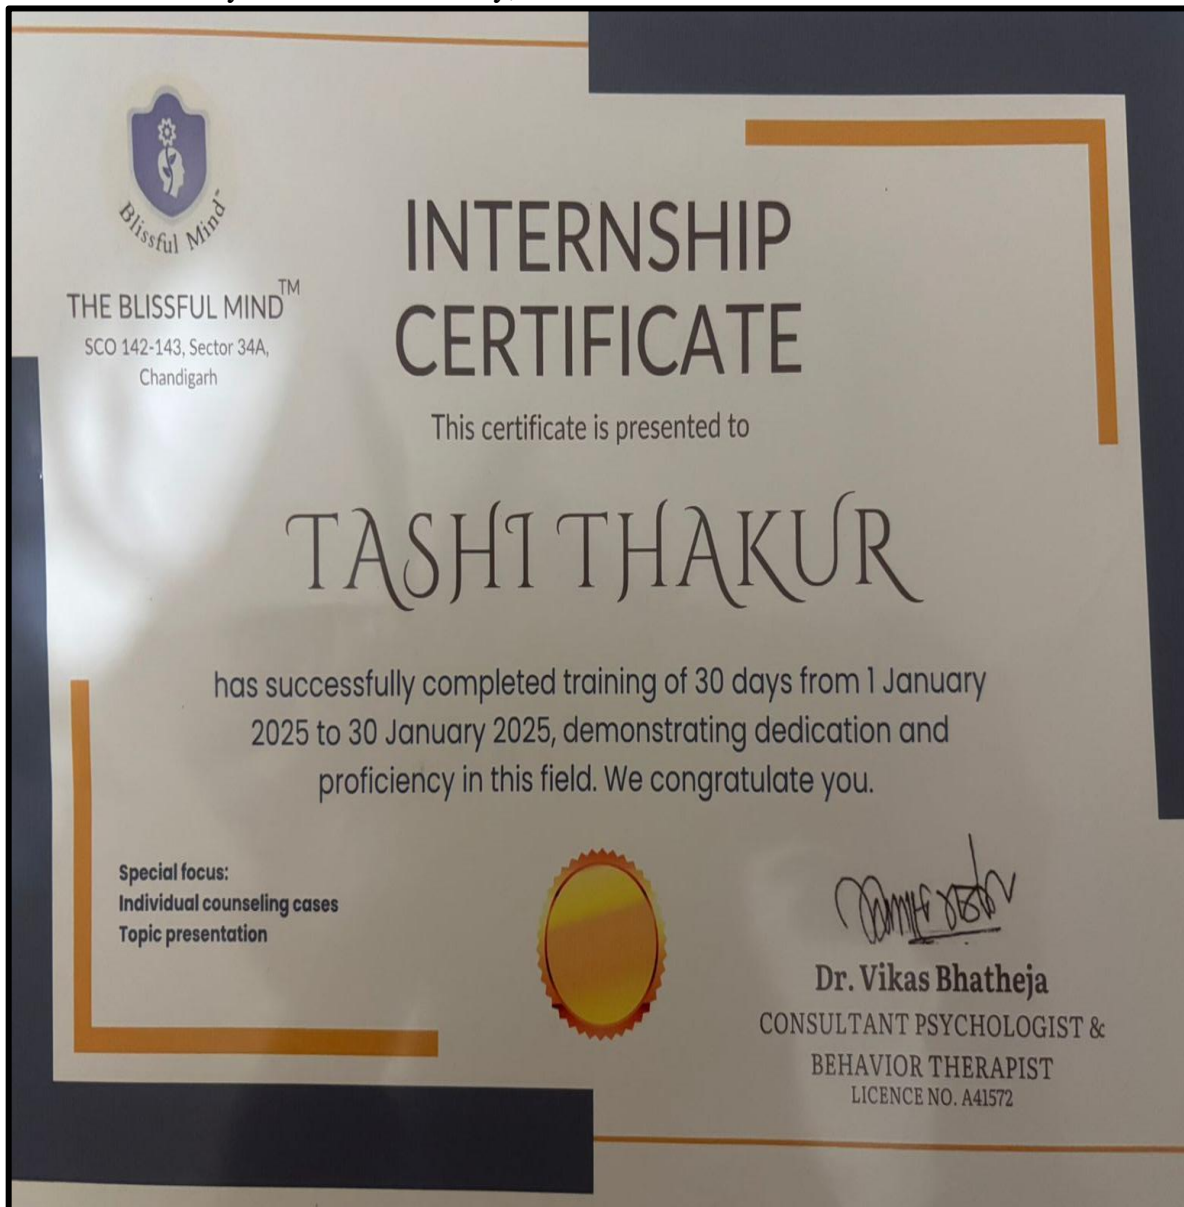 Blissful Mind™
THE BLISSFUL MIND™
SCO 142-143, Sector 34A,
Chandigarh
INTERNSHIP
CERTIFICATE
This certificate is presented to
TASHI THAKUR
has successfully completed training of 30 days from 1 January
2025 to 30 January 2025, demonstrating dedication and
proficiency in this field. We congratulate you.
Special focus:
Individual counseling cases
Topic presentation
Dr. Vikas Bhatheja
CONSULTANT PSYCHOLOGIST &
BEHAVIOR THERAPIST
LICENCE NO. A41572